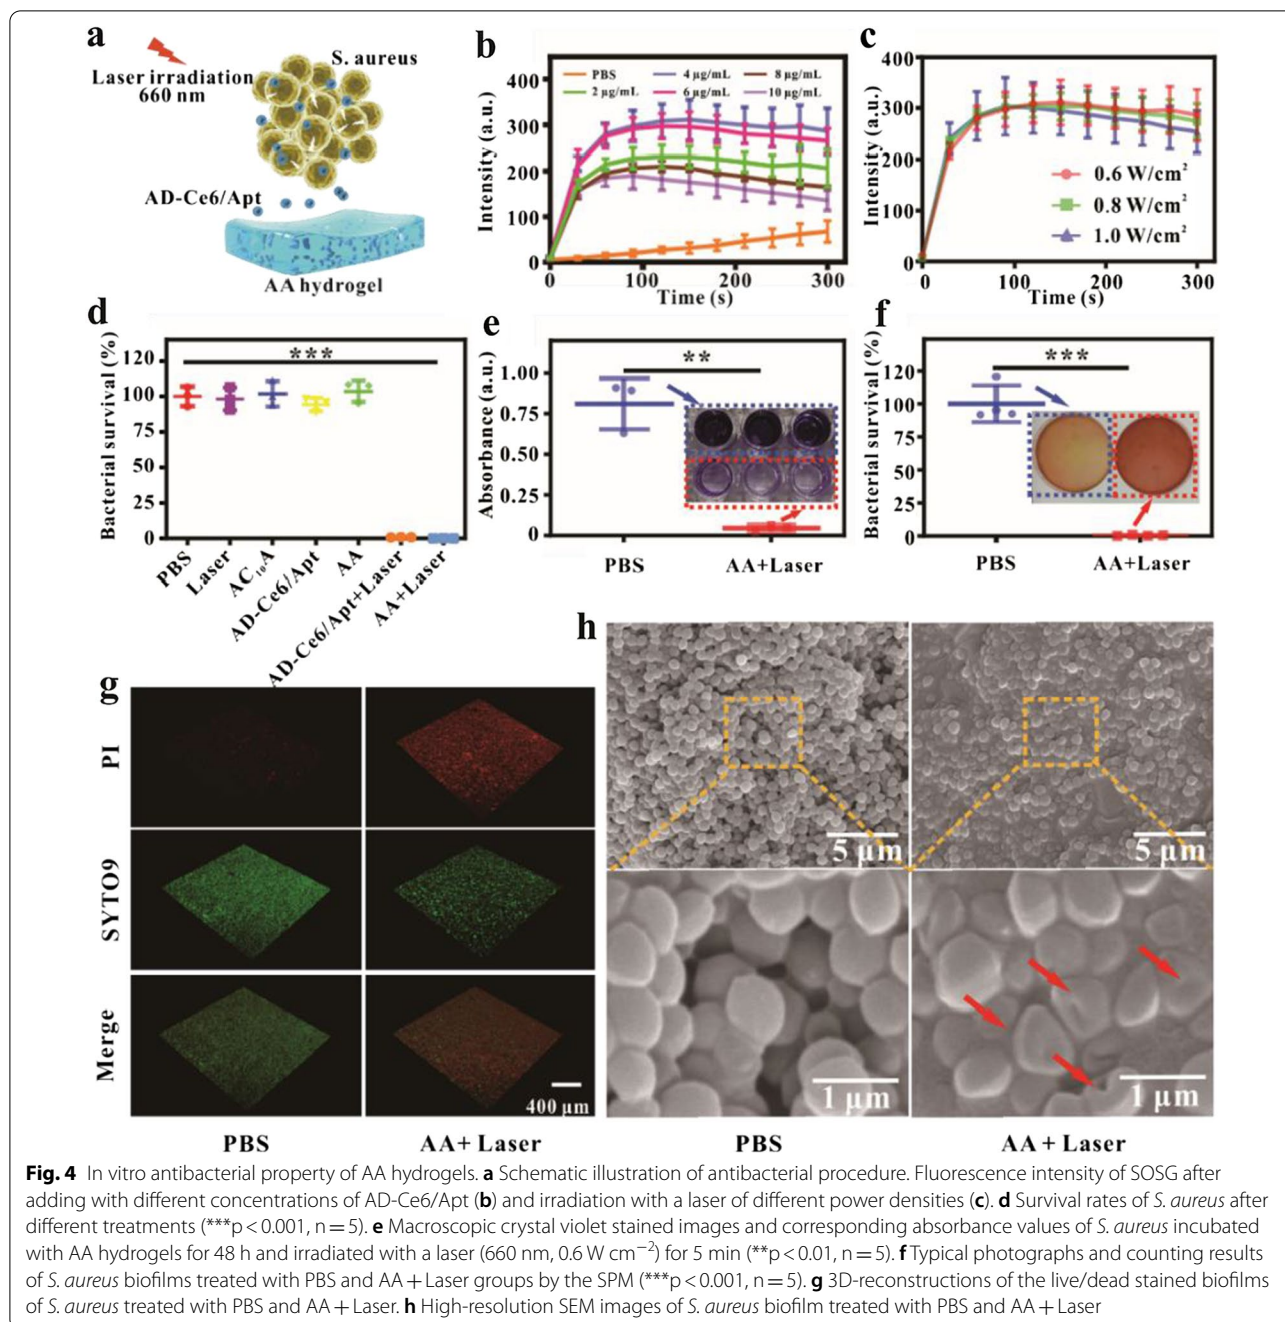 a
Laser irradiation
660 nm
S. aureus
AD-Ce6/Apt
AA hydrogel
b
Intensity (a.u.)
400
300
200
100
0
PBS
2 μg/mL
4 μg/mL
6 μg/mL
8 μg/mL
10 μg/mL
0
100
200
300
Time (s)
c
Intensity (a.u.)
400
300
200
100
0
0.6 W/cm²
0.8 W/cm²
1.0 W/cm²
0
100
200
300
Time (s)
d
Bacterial survival (%)
120
100
50
25
0
***
PBS
Laser
AC₁₀A
AD-Ce6/Apt
AA
AD-Ce6/Apt+Laser
AA+Laser
e
Absorbance (a.u.)
1.00
0.75
0.50
0.25
0
**
PBS
AA+Laser
f
Bacterial survival (%)
120
100
75
50
25
0
***
PBS
AA+Laser
g
PI
SYTO9
Merge
400 μm
PBS
AA+ Laser
h
5 μm
5 μm
1 μm
1 μm
PBS
AA + Laser
Fig. 4 In vitro antibacterial property of AA hydrogels. a Schematic illustration of antibacterial procedure. Fluorescence intensity of SOSG after
adding with different concentrations of AD-Ce6/Apt (b) and irradiation with a laser of different power densities (c). d Survival rates of S. aureus after
different treatments (***p < 0.001, n = 5). e Macroscopic crystal violet stained images and corresponding absorbance values of S. aureus incubated
with AA hydrogels for 48 h and irradiated with a laser (660 nm, 0.6 W cm⁻²) for 5 min (**p < 0.01, n = 5). f Typical photographs and counting results
of S. aureus biofilms treated with PBS and AA + Laser groups by the SPM (***p < 0.001, n = 5). g 3D-reconstructions of the live/dead stained biofilms
of S. aureus treated with PBS and AA + Laser. h High-resolution SEM images of S. aureus biofilm treated with PBS and AA + Laser